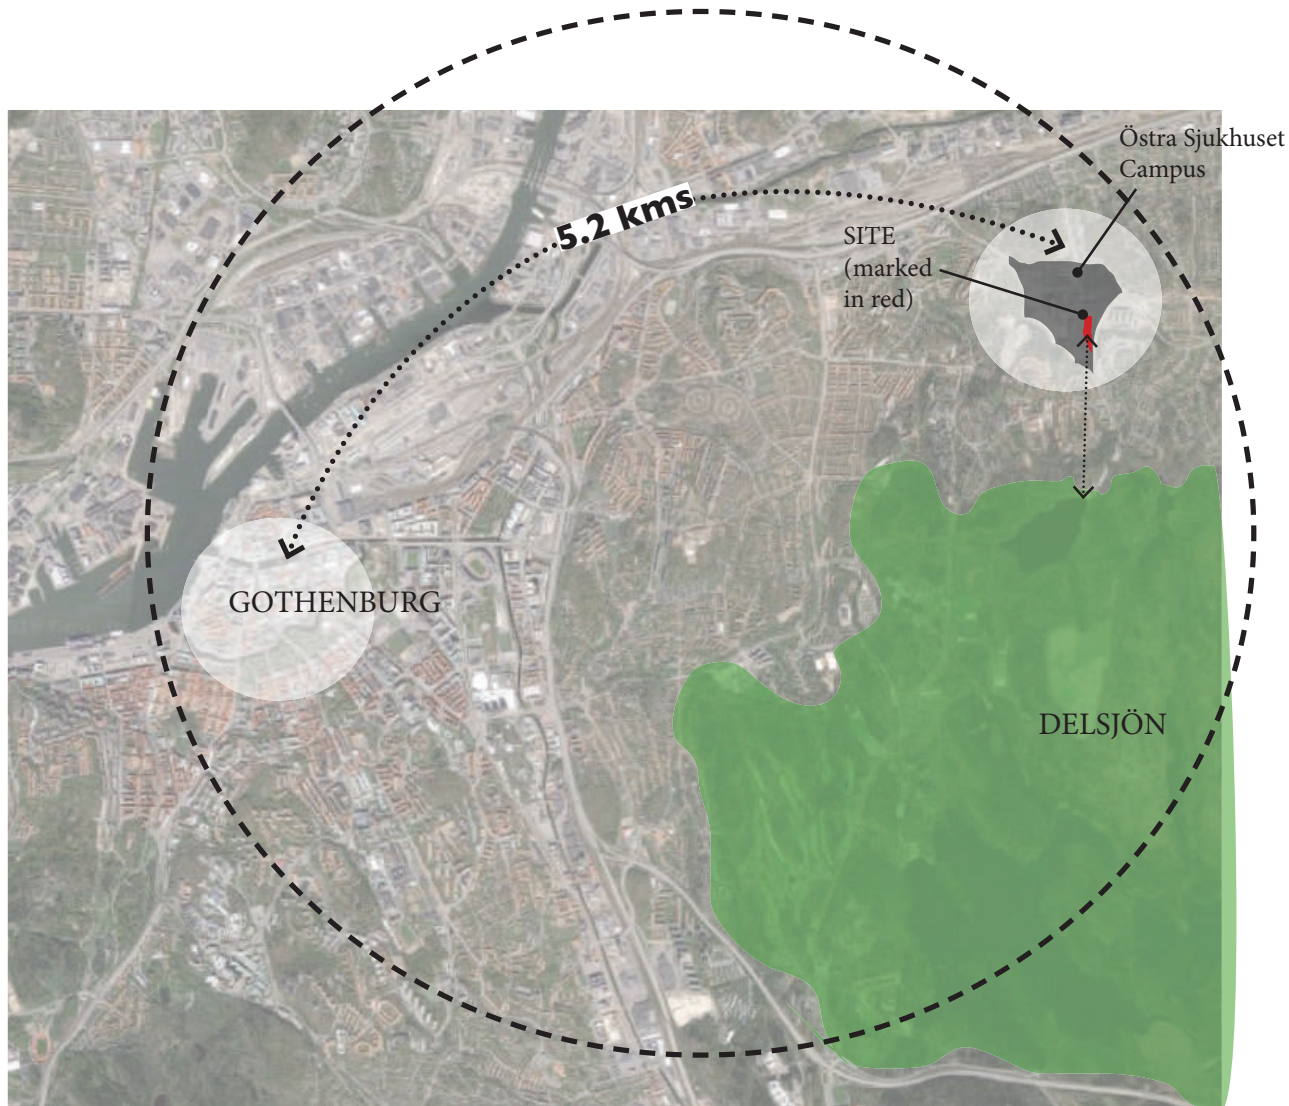 Östra Sjukhuset
Campus
5.2 kms
SITE
(marked
in red)
GOTHENBURG
DELSJÖN